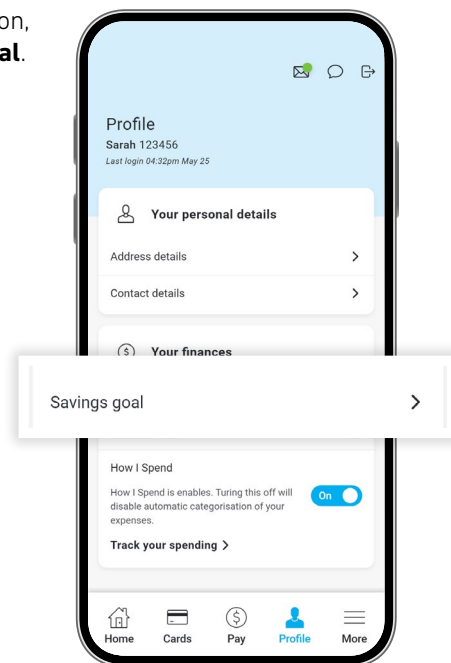 on,
al.
Profile
Sarah 123456
Last login 04:32pm May 25
Your personal details
Address details
Contact details
Your finances
Savings goal
How I Spend
How I Spend is enables. Turing this off will
On
disable automatic categorisation of your
expenses.
Track your spending
Home Cards Pay Profile More